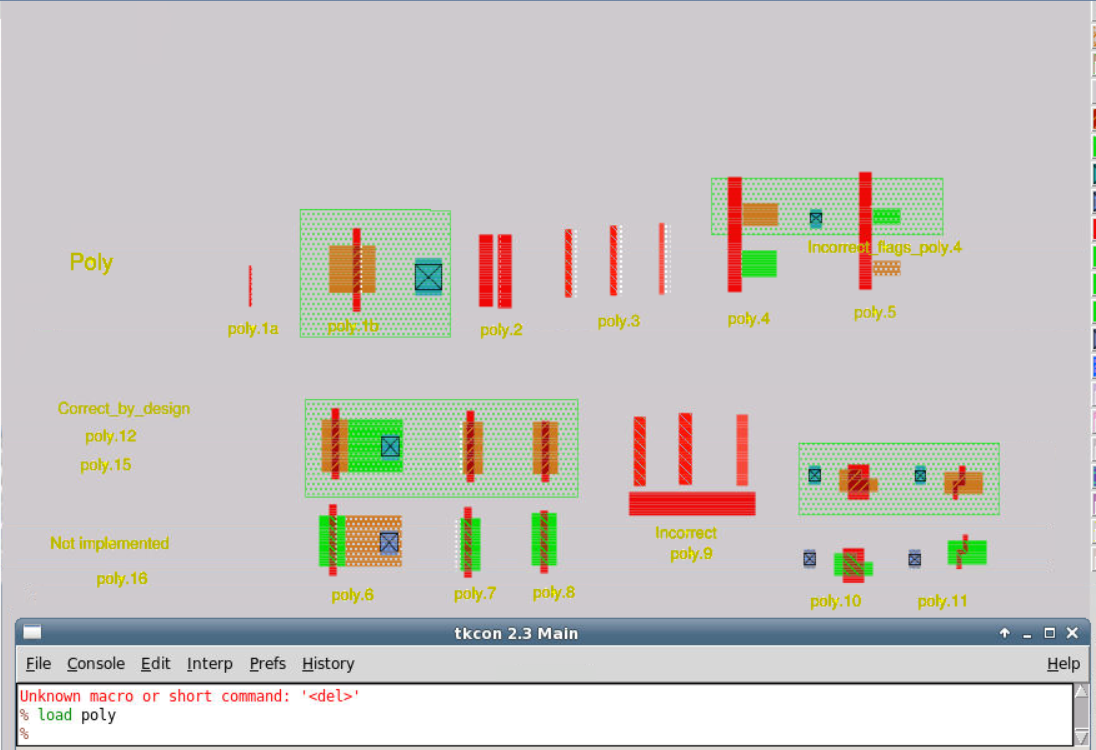 Incorrect_flags_poly.4
Poly
poly.1a
poly.1b
poly.2
poly.3
poly.4
poly.5
Correct_by_design
poly.12
poly.15
Not implamented
poly.16
poly.6
poly.7
poly.8
Incorrect
poly.9
poly.10
poly.11
tkcon 2.3 Main
File Console Edit Interp Prefs History Help
Unknown macro or short command: '<del>'
% load poly
%